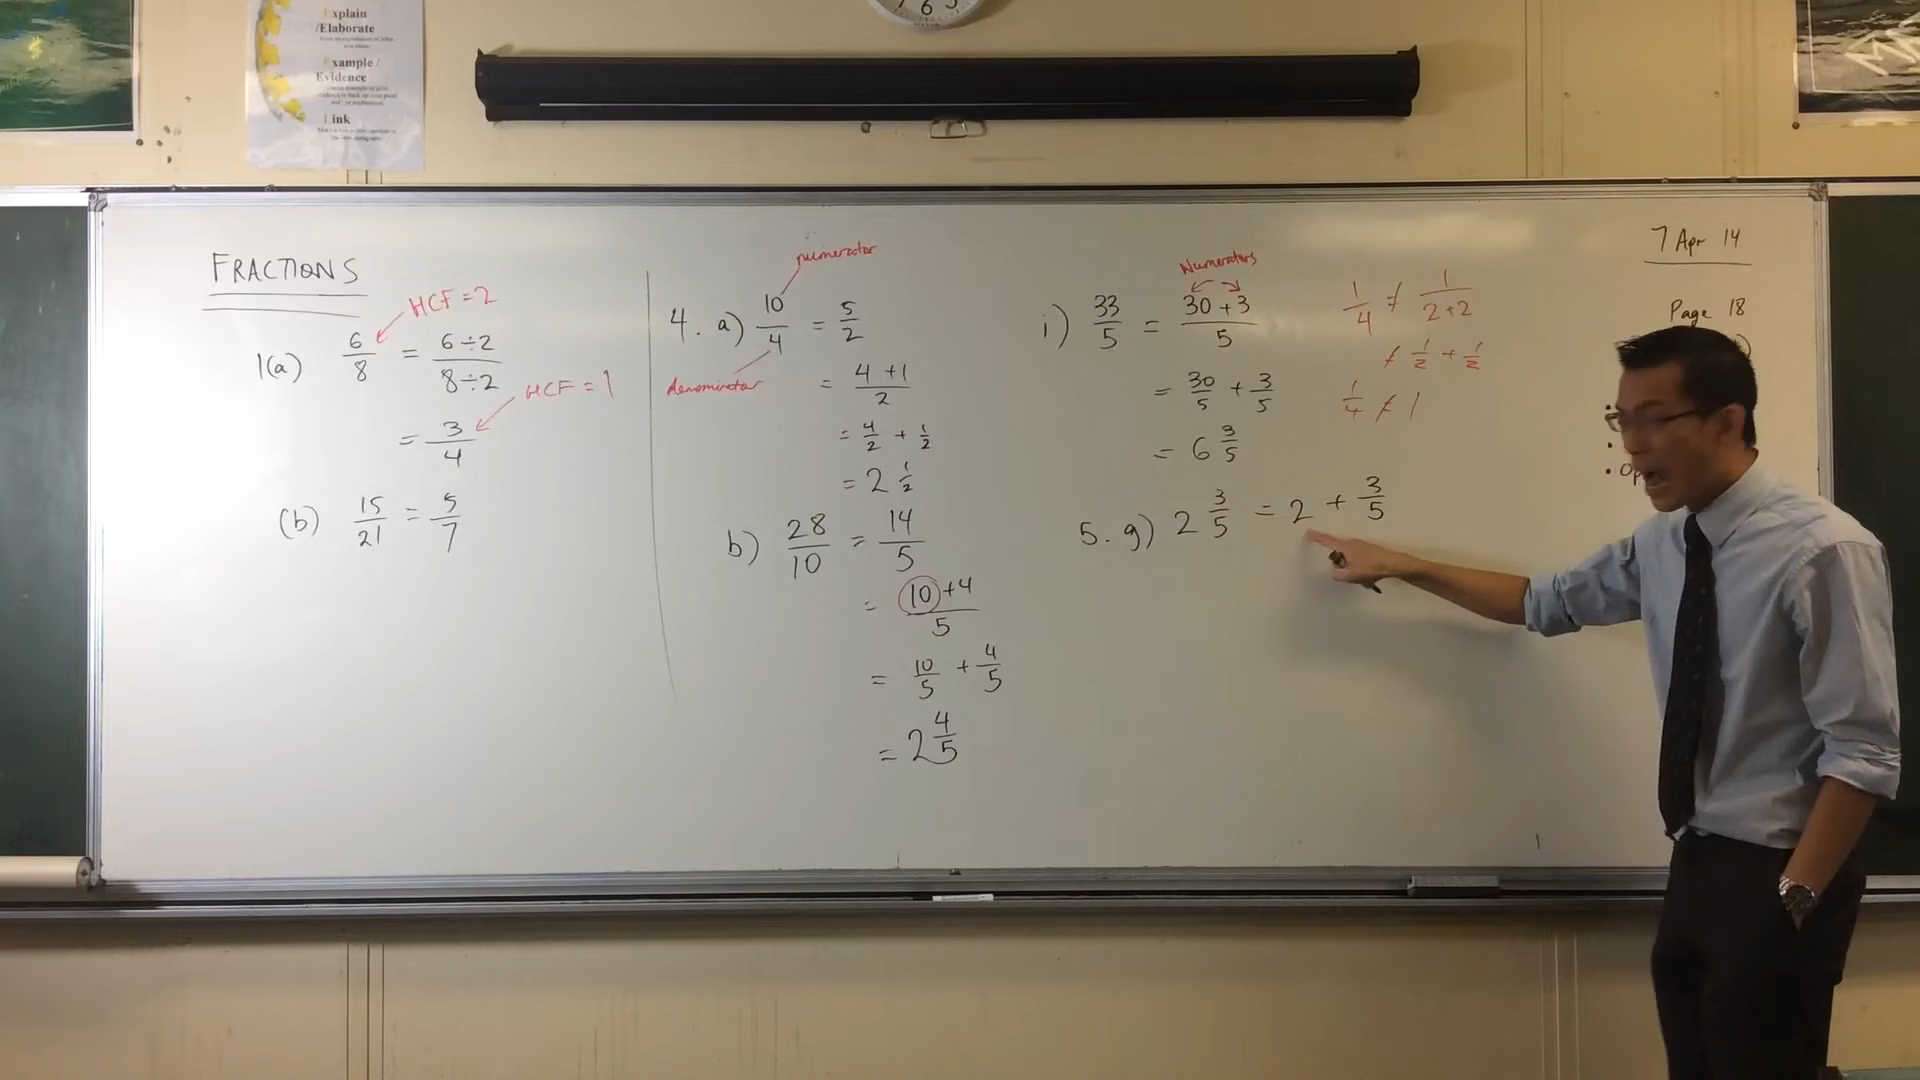 Explain
/Elaborate
Example /
Evidence
Link
7 6 5
FRACTIONS
HCF = 2
1(a) 6/8 = (6÷2)/(8÷2)
HCF = 1
= 3/4
(b) 15/21 = 5/7
numerator
4. a) 10/4 = 5/2
denominator
= (4+1)/2
= 4/2 + 1/2
= 2 1/2
b) 28/10 = 14/5
= (10+4)/5
= 10/5 + 4/5
= 2 4/5
Numerators
i) 33/5 = (30+3)/5
= 30/5 + 3/5
= 6 3/5
1/4 ≠ 1/(2+2)
≠ 1/2 + 1/2
1/4 ≠ 1
5. g) 2 3/5 = 2 + 3/5
7 Apr 14
Page 18